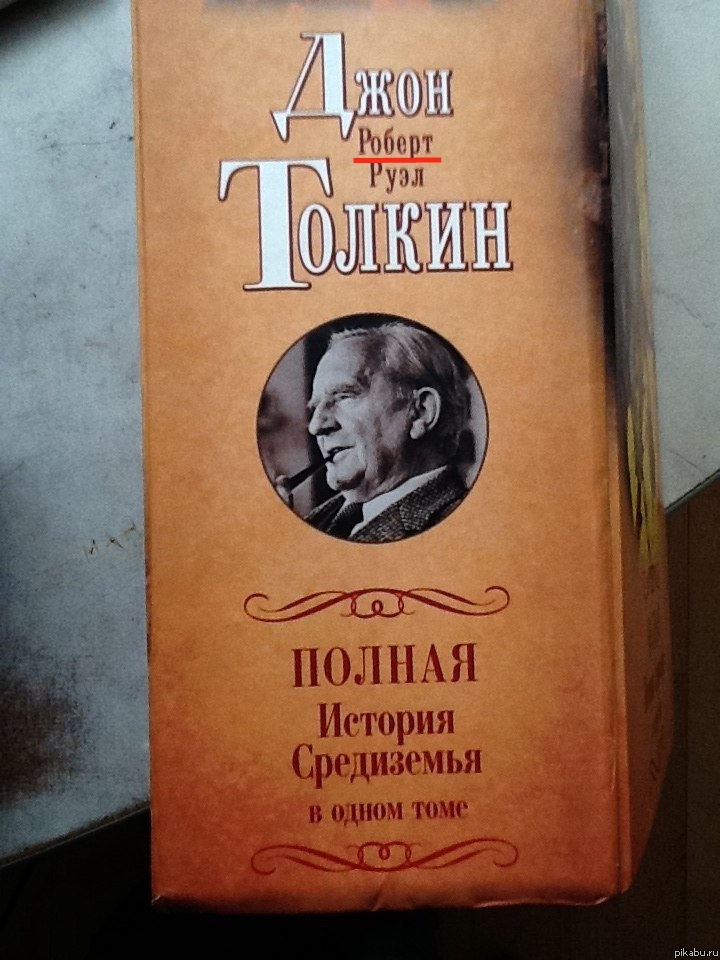 Джон
Роберт
Руэл
Толкин
ПОЛНАЯ
История
Средиземья
в одном томе
pikabu.ru